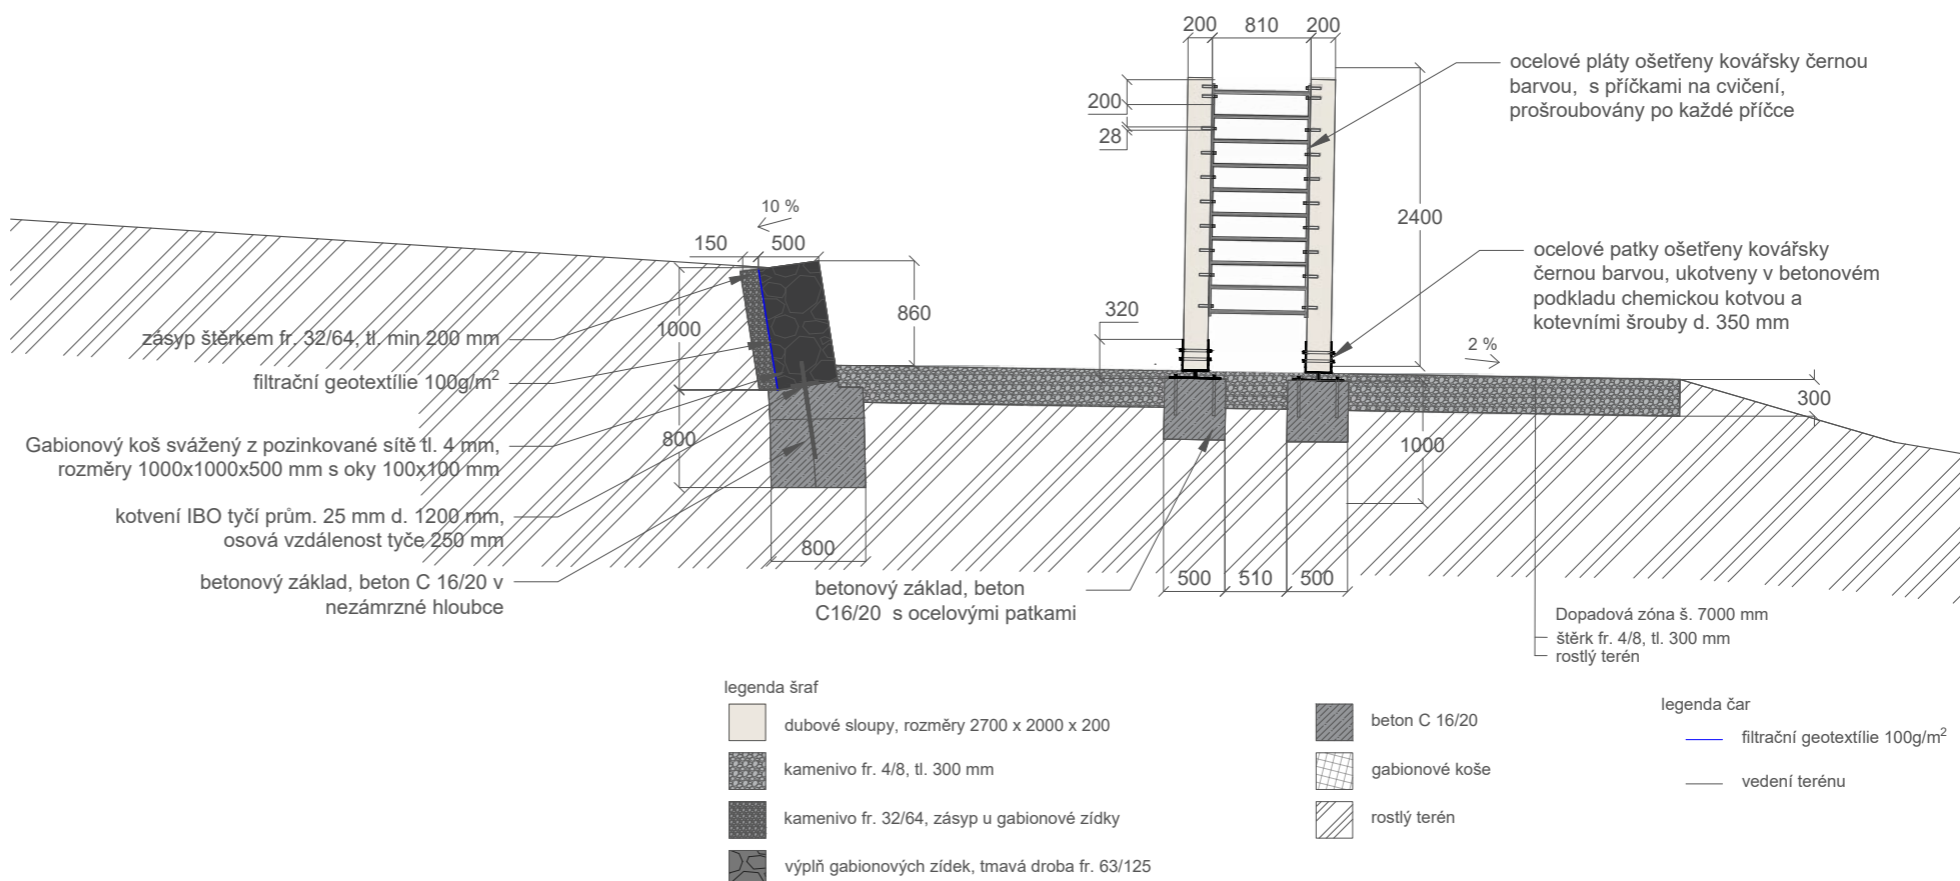 200
810
200
ocelové pláty ošetřeny kovářsky černou
barvou, s příčkami na cvičení,
prošroubovány po každé příčce
200
28
2400
10 %
150
500
ocelové patky ošetřeny kovářsky
černou barvou, ukotveny v betonovém
podkladu chemickou kotvou a
kotevními šrouby d. 350 mm
1000
860
320
2 %
zásyp štěrkem fr. 32/64, tl. min 200 mm
filtrační geotextílie 100g/m²
300
Gabionový koš svážený z pozinkované sítě tl. 4 mm,
rozměry 1000x1000x500 mm s oky 100x100 mm
800
1000
kotvení IBO tyčí prům. 25 mm d. 1200 mm,
osová vzdálenost tyče 250 mm
800
betonový základ, beton C 16/20 v
nezámrzné hloubce
betonový základ, beton
C16/20 s ocelovými patkami
500
510
500
Dopadová zóna š. 7000 mm
štěrk fr. 4/8, tl. 300 mm
rostlý terén
legenda šraf
dubové sloupy, rozměry 2700 x 2000 x 200
kamenivo fr. 4/8, tl. 300 mm
kamenivo fr. 32/64, zásyp u gabionové zídky
výplň gabionových zídek, tmavá droba fr. 63/125
beton C 16/20
gabionové koše
rostlý terén
legenda čar
filtrační geotextílie 100g/m²
vedení terénu